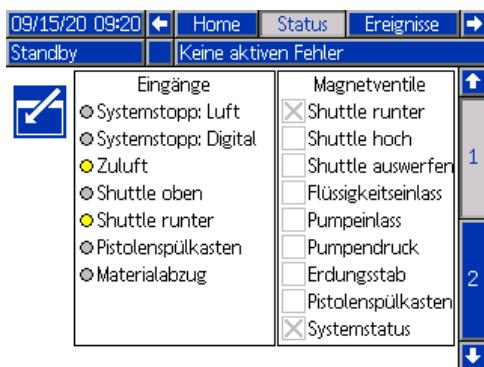 09/15/20 09:20 Home Status Ereignisse
Standby Keine aktiven Fehler
Eingänge
Systemstopp: Luft
Systemstopp: Digital
Zuluft
Shuttle oben
Shuttle runter
Pistolenspülkasten
Materialabzug
Magnetventile
Shuttle runter
Shuttle hoch
Shuttle auswerfen
Flüssigkeitseinlass
Pumpeinlass
Pumpendruck
Erdungsstab
Pistolenspülkasten
Systemstatus
1
2